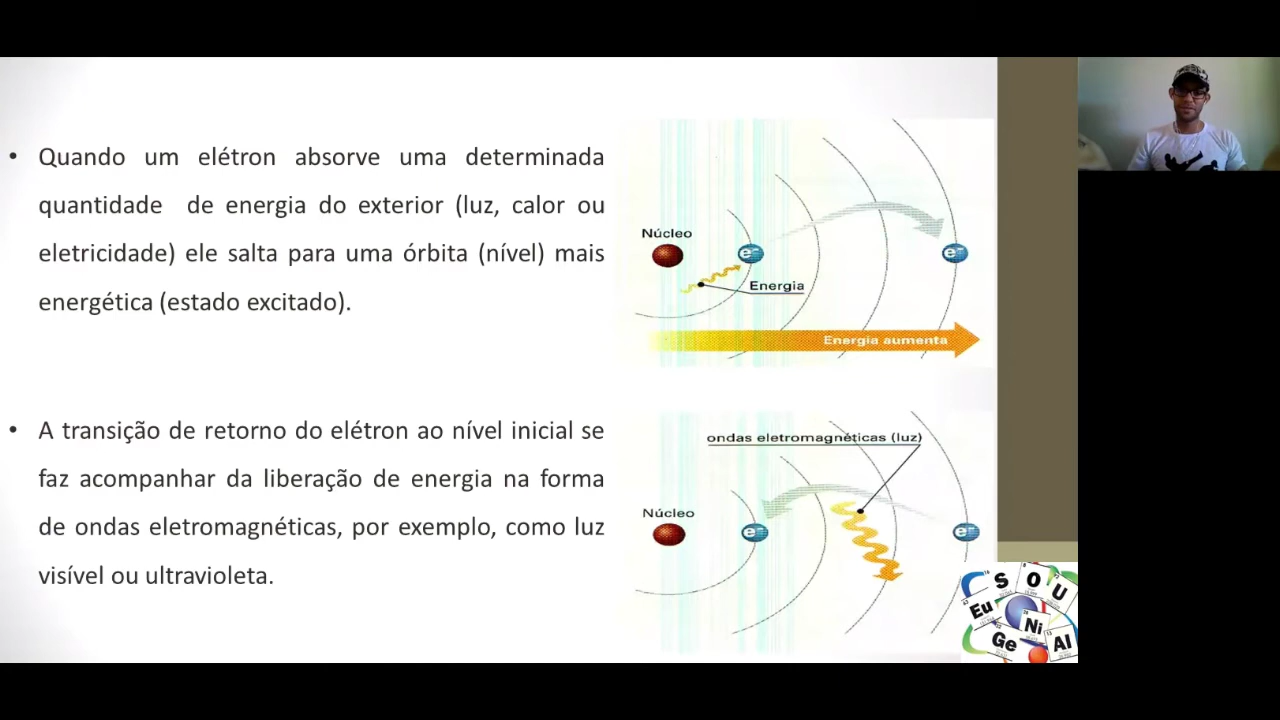 • Quando um elétron absorve uma determinada
quantidade de energia do exterior (luz, calor ou
eletricidade) ele salta para uma órbita (nível) mais
energética (estado excitado).
Núcleo
e-
e-
Energia
Energia aumenta
• A transição de retorno do elétron ao nível inicial se
faz acompanhar da liberação de energia na forma
de ondas eletromagnéticas, por exemplo, como luz
visível ou ultravioleta.
ondas eletromagnéticas (luz)
Núcleo
e-
e-
S O U
Eu
Ni
Ge
Al